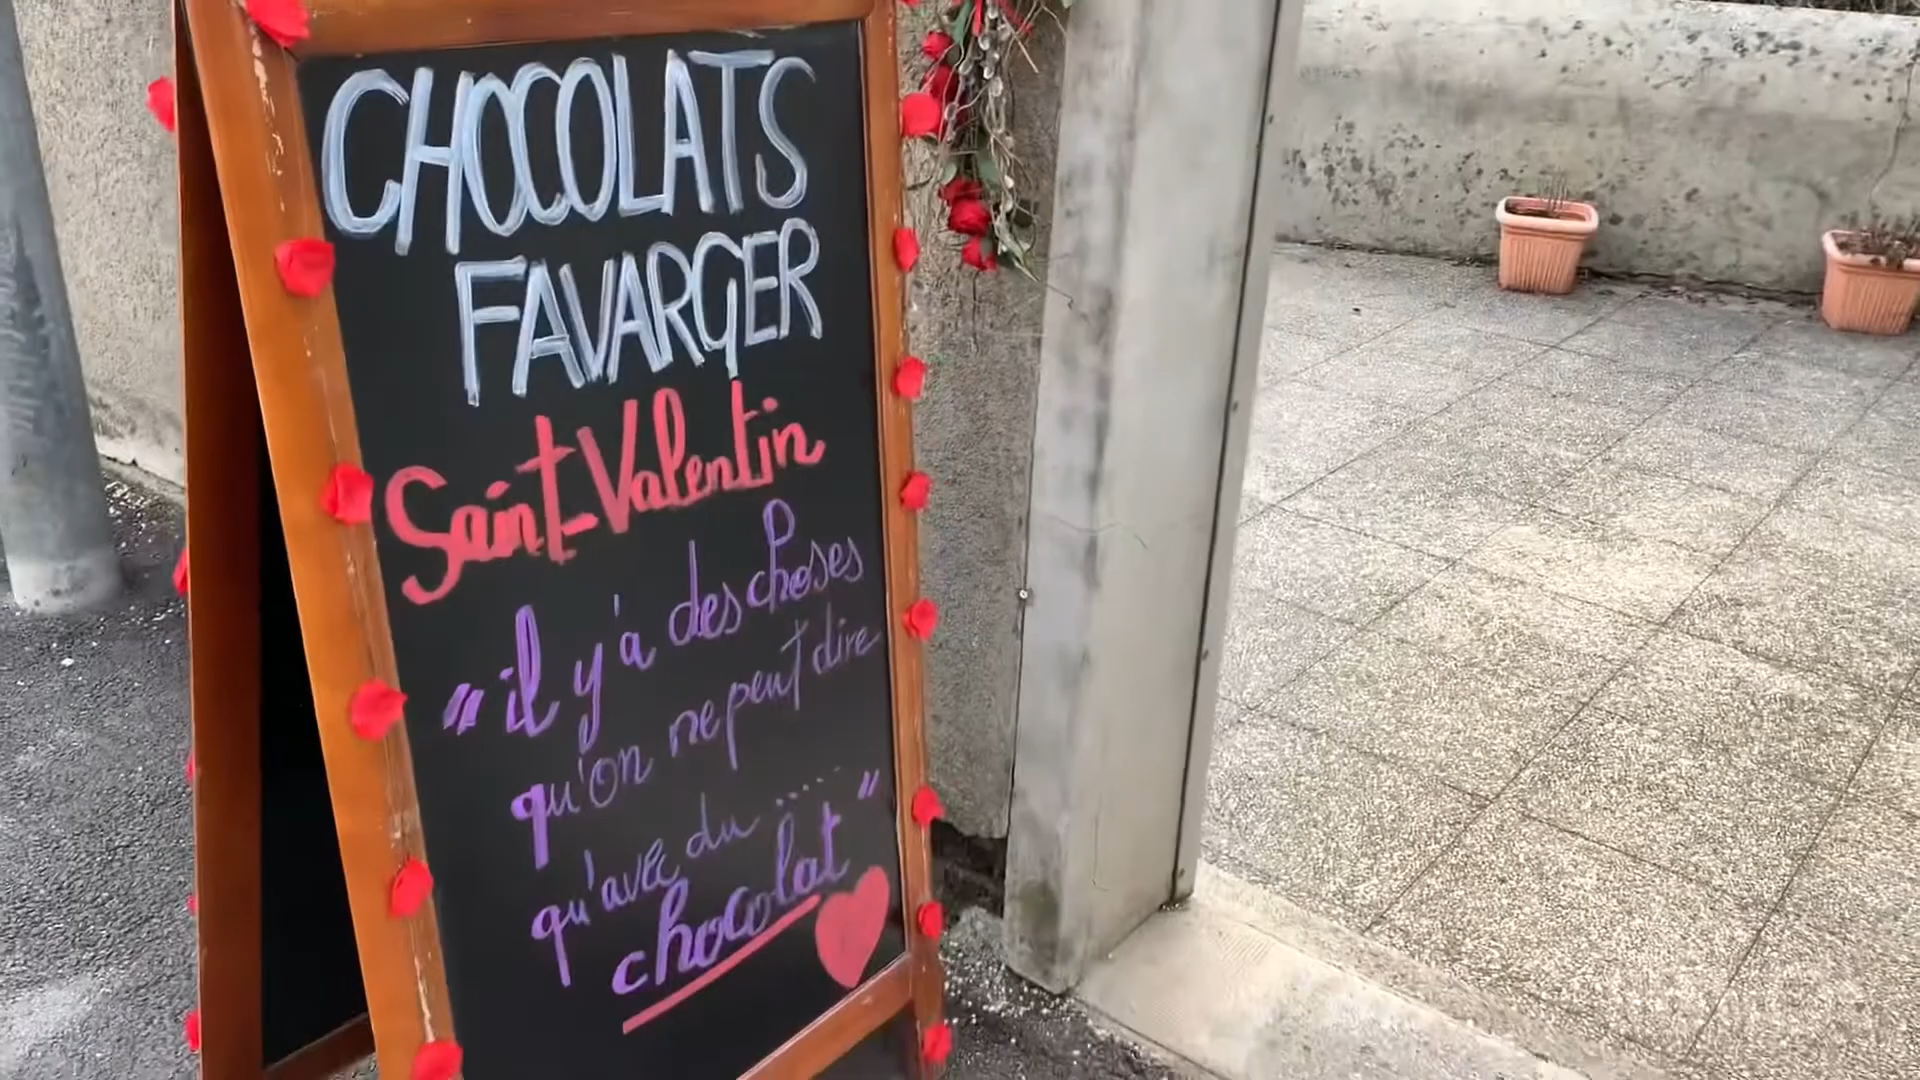 CHOCOLATS
FAVARGER
Saint-Valentin
"il y'a des choses
qu'on ne peut dire
qu'avec du .....
chocolat"